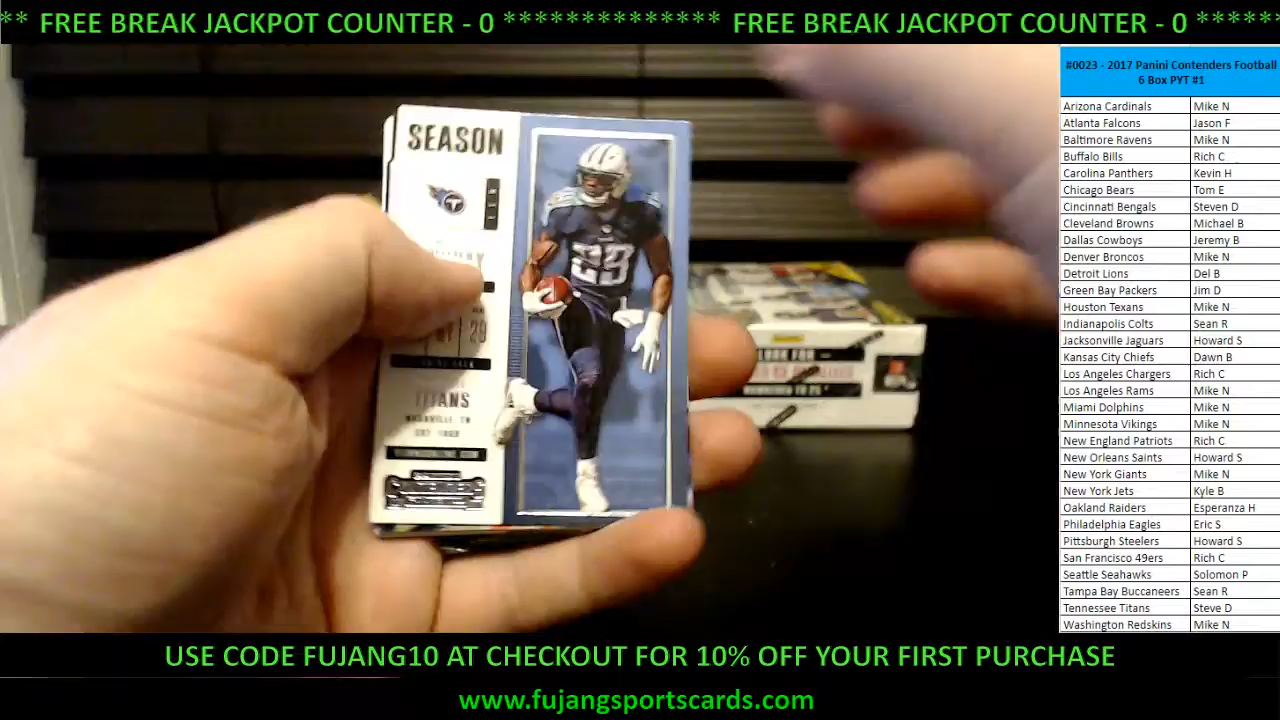 ** FREE BREAK JACKPOT COUNTER - 0 ************** FREE BREAK JACKPOT COUNTER - 0 ******
#0023 - 2017 Panini Contenders Football
6 Box PYT #1
Arizona Cardinals Mike N
Atlanta Falcons Jason F
Baltimore Ravens Mike N
Buffalo Bills Rich C
Carolina Panthers Kevin H
Chicago Bears Tom E
Cincinnati Bengals Steven D
Cleveland Browns Michael B
Dallas Cowboys Jeremy B
Denver Broncos Mike N
Detroit Lions Del B
Green Bay Packers Jim D
Houston Texans Mike N
Indianapolis Colts Sean R
Jacksonville Jaguars Howard S
Kansas City Chiefs Dawn B
Los Angeles Chargers Rich C
Los Angeles Rams Mike N
Miami Dolphins Mike N
Minnesota Vikings Mike N
New England Patriots Rich C
New Orleans Saints Howard S
New York Giants Mike N
New York Jets Kyle B
Oakland Raiders Esperanza H
Philadelphia Eagles Eric S
Pittsburgh Steelers Howard S
San Francisco 49ers Rich C
Seattle Seahawks Solomon P
Tampa Bay Buccaneers Sean R
Tennessee Titans Steve D
Washington Redskins Mike N
SEASON
29
29
TITANS
NASHVILLE, TN
CONTENDERS
USE CODE FUJANG10 AT CHECKOUT FOR 10% OFF YOUR FIRST PURCHASE
www.fujangsportscards.com